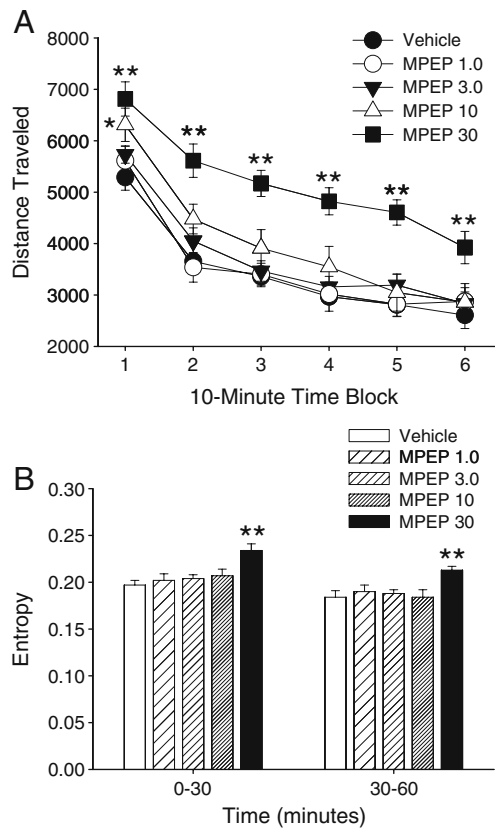 A
Vehicle
MPEP 1.0
MPEP 3.0
MPEP 10
MPEP 30
8000
7000
6000
5000
4000
3000
2000
Distance Traveled
**
*
**
**
**
**
**
1 2 3 4 5 6
10-Minute Time Block
B
Vehicle
MPEP 1.0
MPEP 3.0
MPEP 10
MPEP 30
0.30
0.25
0.20
0.15
0.10
0.05
0.00
Entropy
**
**
0-30 30-60
Time (minutes)